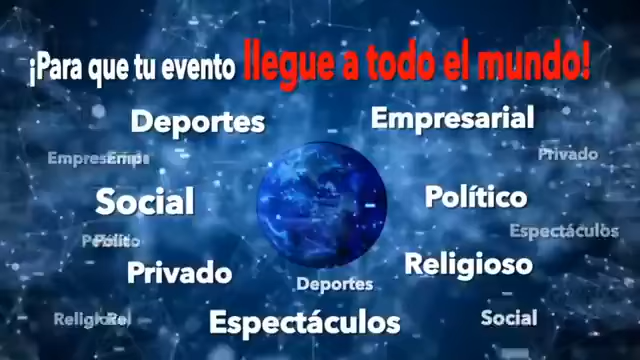 ¡Para que tu evento llegue a todo el mundo!
Deportes
Empresarial
Privado
Social
Político
Espectáculos
Privado
Religioso
Deportes
Espectáculos
Social